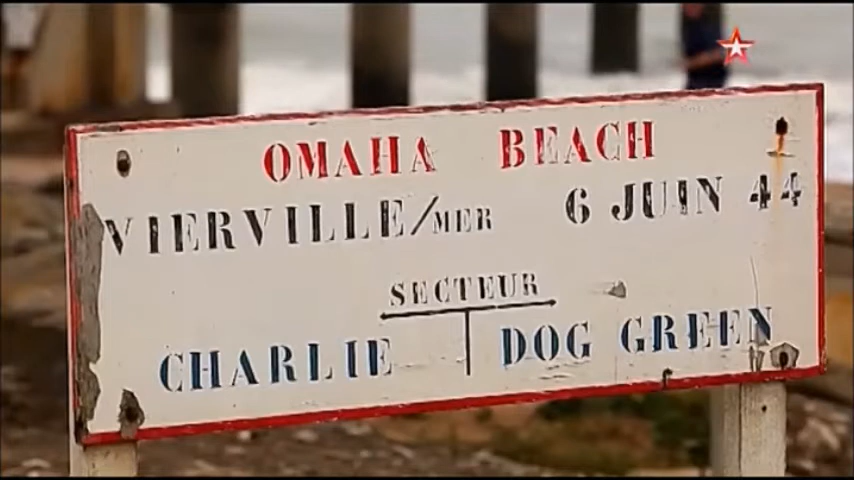 OMAHA BEACH
VIERVILLE/MER 6 JUIN 44
SECTEUR
CHARLIE DOG GREEN